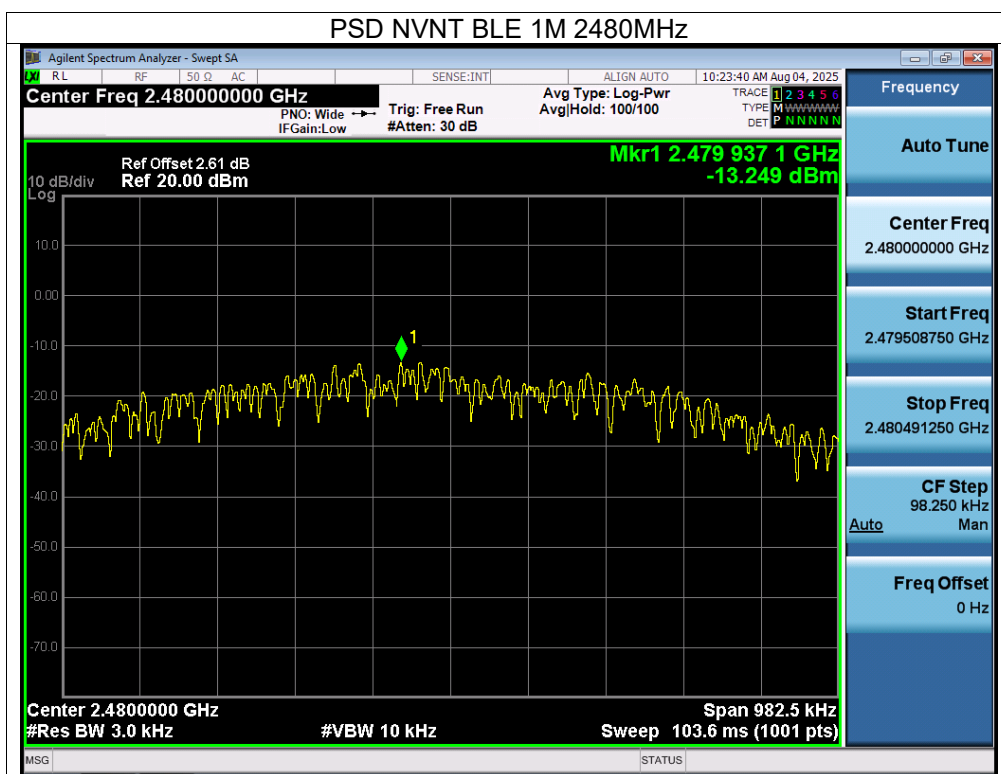 PSD NVNT BLE 1M 2480MHz
Agilent Spectrum Analyzer - Swept SA
LXI RL RF 50 Ω AC SENSE:INT ALIGN AUTO 10:23:40 AM Aug 04, 2025
Center Freq 2.480000000 GHz
PNO: Wide
IFGain:Low
Trig: Free Run
#Atten: 30 dB
Avg Type: Log-Pwr
Avg|Hold: 100/100
TRACE 1 2 3 4 5 6
TYPE M WWWWW
DET P N N N N N
Ref Offset 2.61 dB
Ref 20.00 dBm
10 dB/div
Log
Mkr1 2.479 937 1 GHz
-13.249 dBm
10.0
0.00
-10.0
-20.0
-30.0
-40.0
-50.0
-60.0
-70.0
1
Center 2.4800000 GHz
Span 982.5 kHz
#Res BW 3.0 kHz
#VBW 10 kHz
Sweep 103.6 ms (1001 pts)
MSG
STATUS
Frequency
Auto Tune
Center Freq
2.480000000 GHz
Start Freq
2.479508750 GHz
Stop Freq
2.480491250 GHz
CF Step
98.250 kHz
Auto Man
Freq Offset
0 Hz